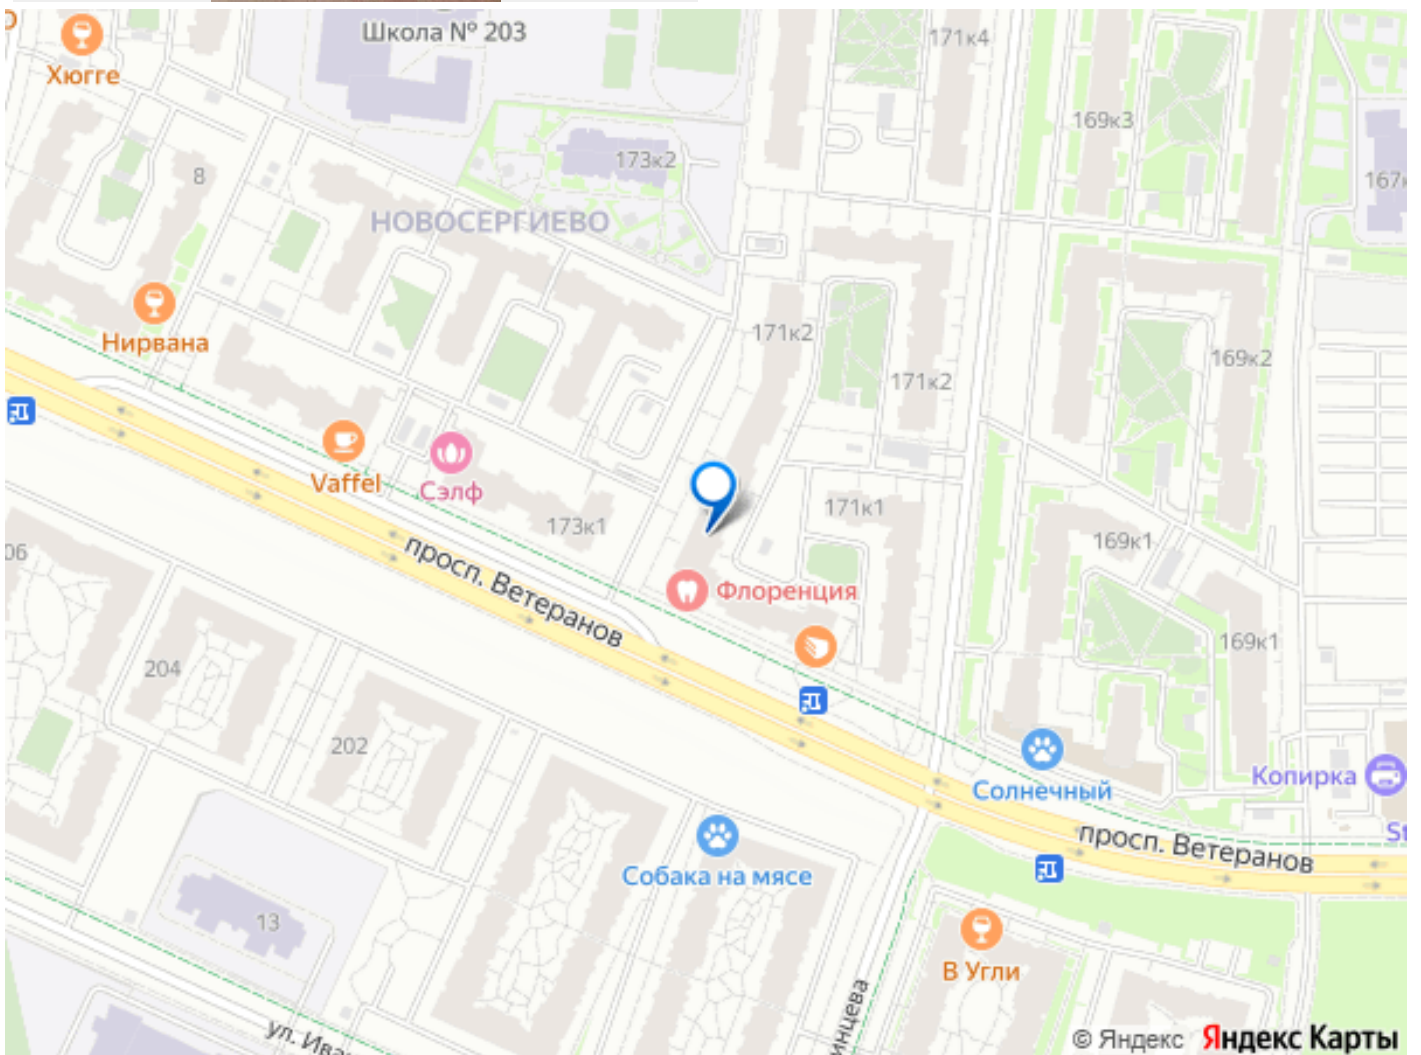 Школа № 203
171к4
Хюгге
169к3
173к2
8
НОВОСЕРГИЕВО
171к2
Нирвана
169к2
171к2
Vaffel
Сэлф
171к1
173к1
169к1
просп. Ветеранов
Флоренция
169к1
204
202
Копирка
Солнечный
просп. Ветеранов
Собака на мясе
13
В Угли
ул.
© Яндекс Яндекс Карты